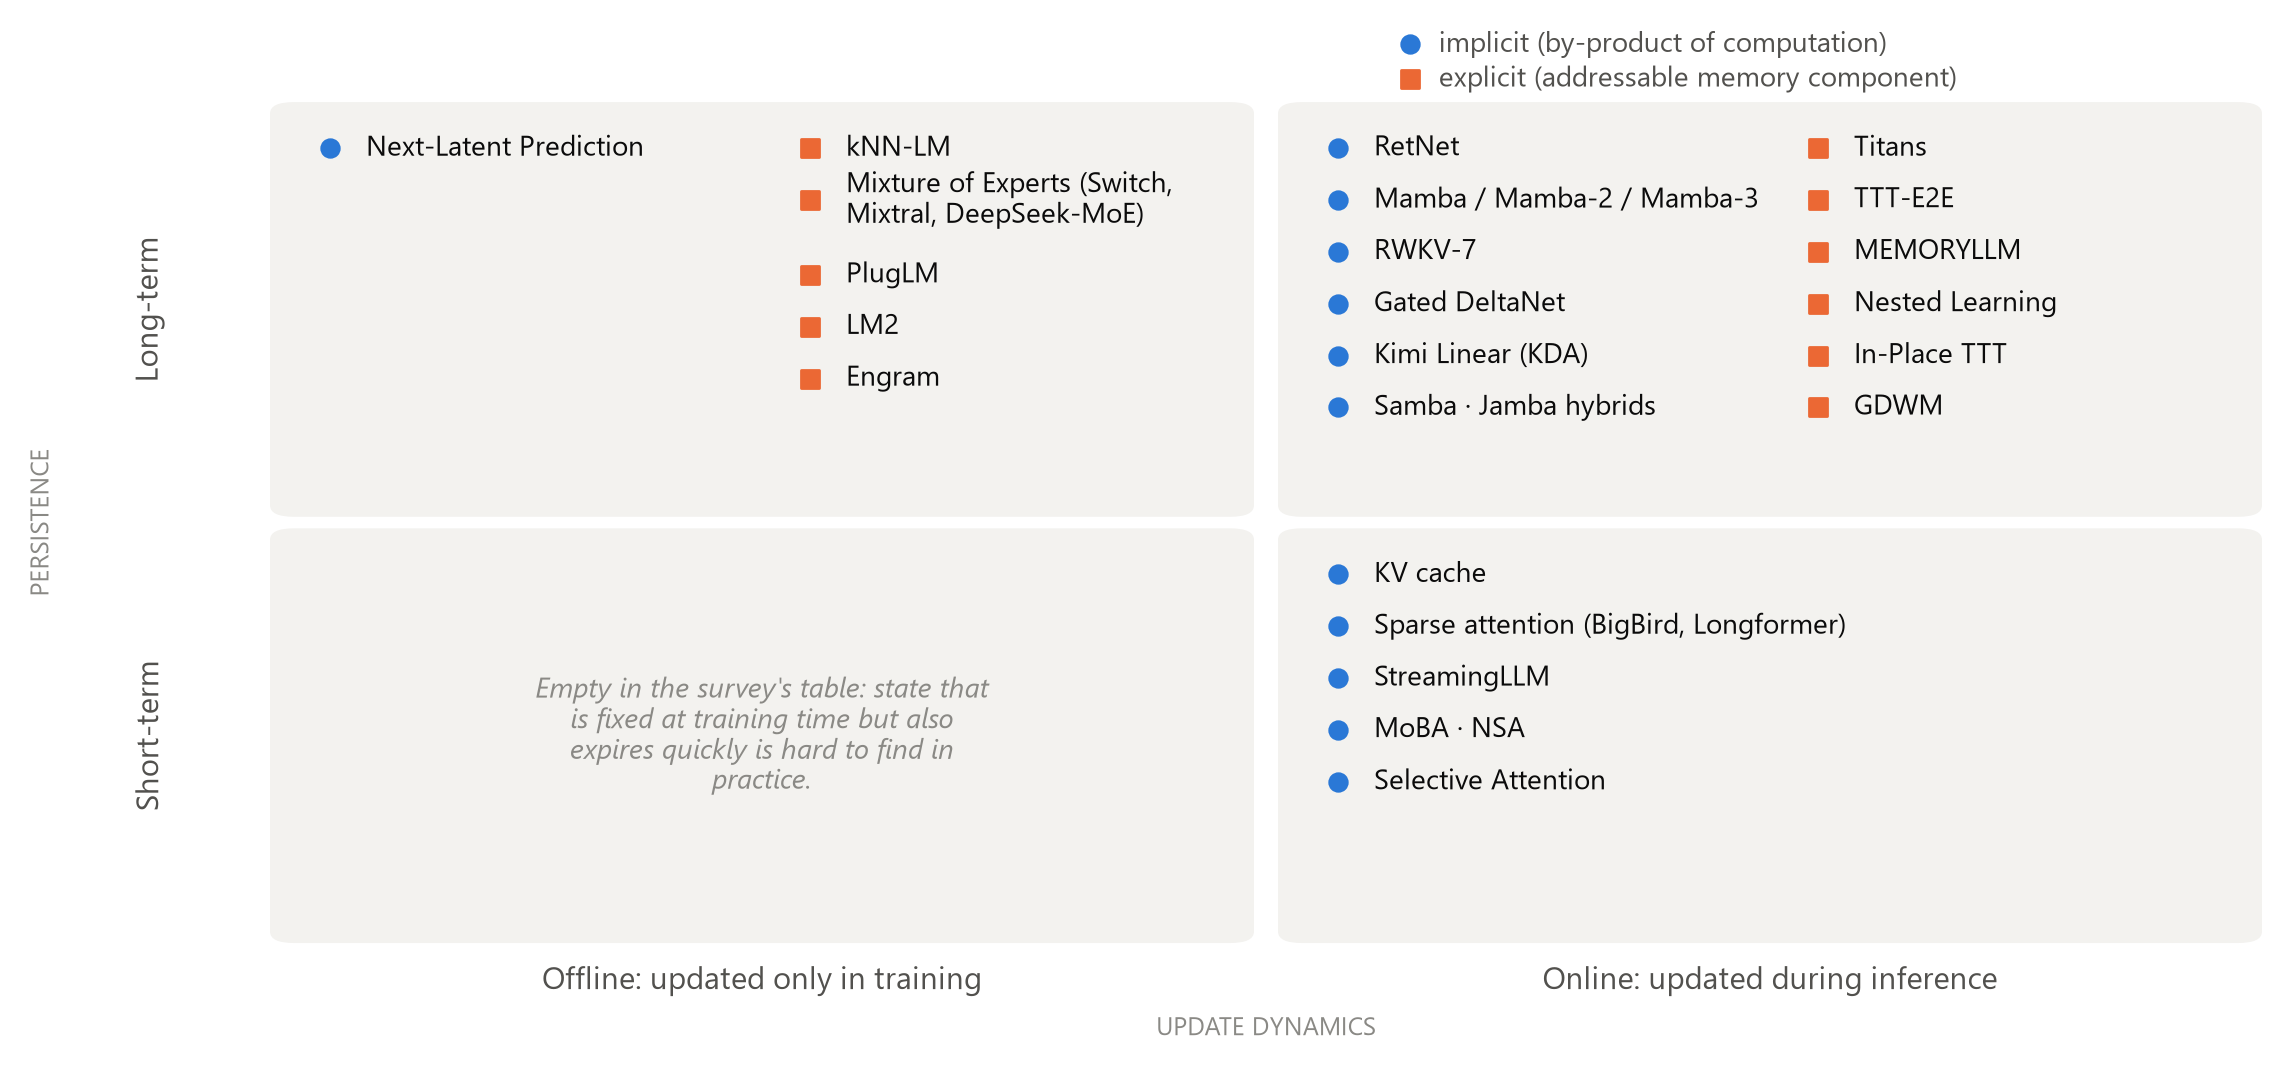 implicit (by-product of computation)
explicit (addressable memory component)
PERSISTENCE
Long-term
Next-Latent Prediction
kNN-LM
Mixture of Experts (Switch,
Mixtral, DeepSeek-MoE)
PlugLM
LM2
Engram
RetNet
Mamba / Mamba-2 / Mamba-3
RWKV-7
Gated DeltaNet
Kimi Linear (KDA)
Samba · Jamba hybrids
Titans
TTT-E2E
MEMORYLLM
Nested Learning
In-Place TTT
GDWM
Short-term
Empty in the survey's table: state that
is fixed at training time but also
expires quickly is hard to find in
practice.
KV cache
Sparse attention (BigBird, Longformer)
StreamingLLM
MoBA · NSA
Selective Attention
Offline: updated only in training
Online: updated during inference
UPDATE DYNAMICS